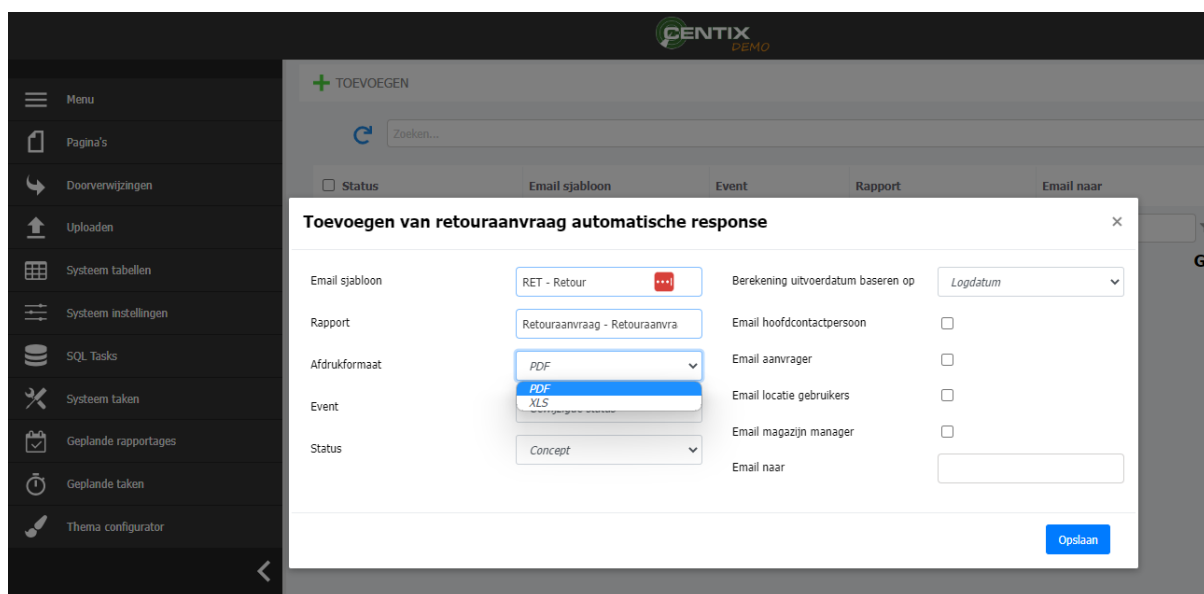 CENTIX
DEMO
TOEVOEGEN
Menu
Zoeken...
Pagina's
Doorverwijzingen
Status Email sjabloon Event Rapport Email naar
Uploaden
Systeem tabellen
Systeem instellingen
SQL Tasks
Systeem taken
Geplande rapportages
Geplande taken
Thema configurator
Toevoegen van retouraanvraag automatische response
Email sjabloon RET - Retour
Rapport Retouraanvraag - Retouraanvra
Afdrukformaat PDF
PDF
XLS
Event
Status Concept
Berekening uitvoerdatum baseren op Logdatum
Email hoofdcontactpersoon
Email aanvrager
Email locatie gebruikers
Email magazijn manager
Email naar
Opslaan
G